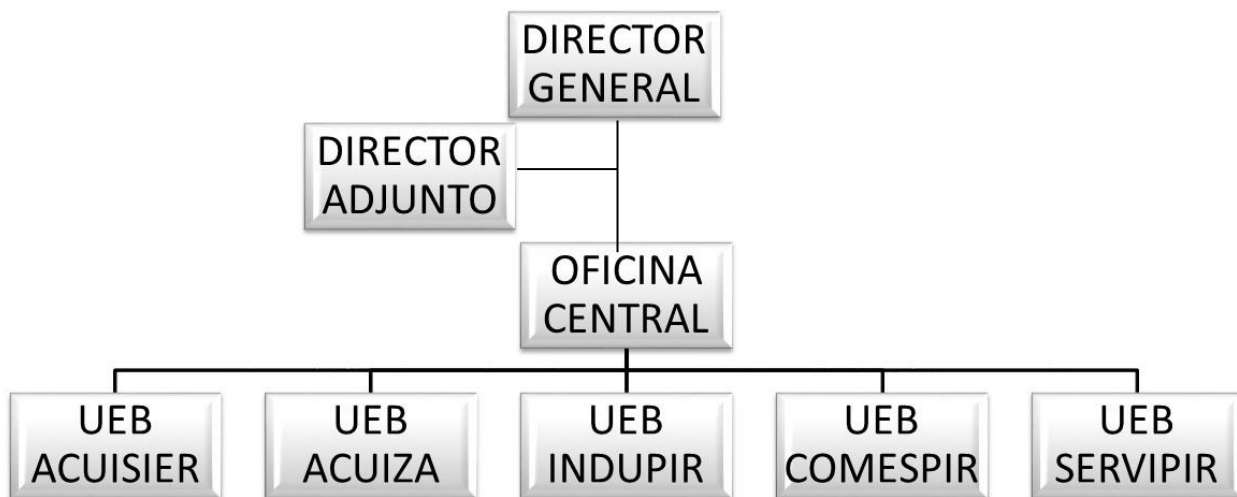 DIRECTOR
GENERAL
DIRECTOR
ADJUNTO
OFICINA
CENTRAL
UEB
ACUISIER
UEB
ACUIZA
UEB
INDUPIR
UEB
COMESPIR
UEB
SERVIPIR